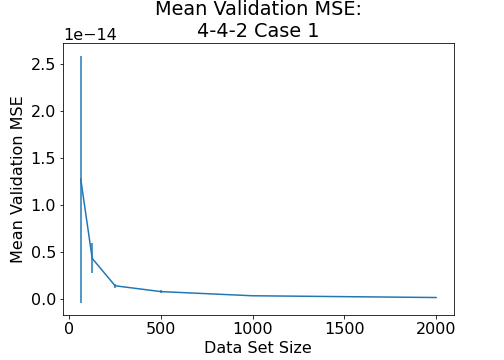 Mean Validation MSE:
4-4-2 Case 1
1e−14
2.5
2.0
1.5
1.0
0.5
0.0
Mean Validation MSE
0 500 1000 1500 2000
Data Set Size